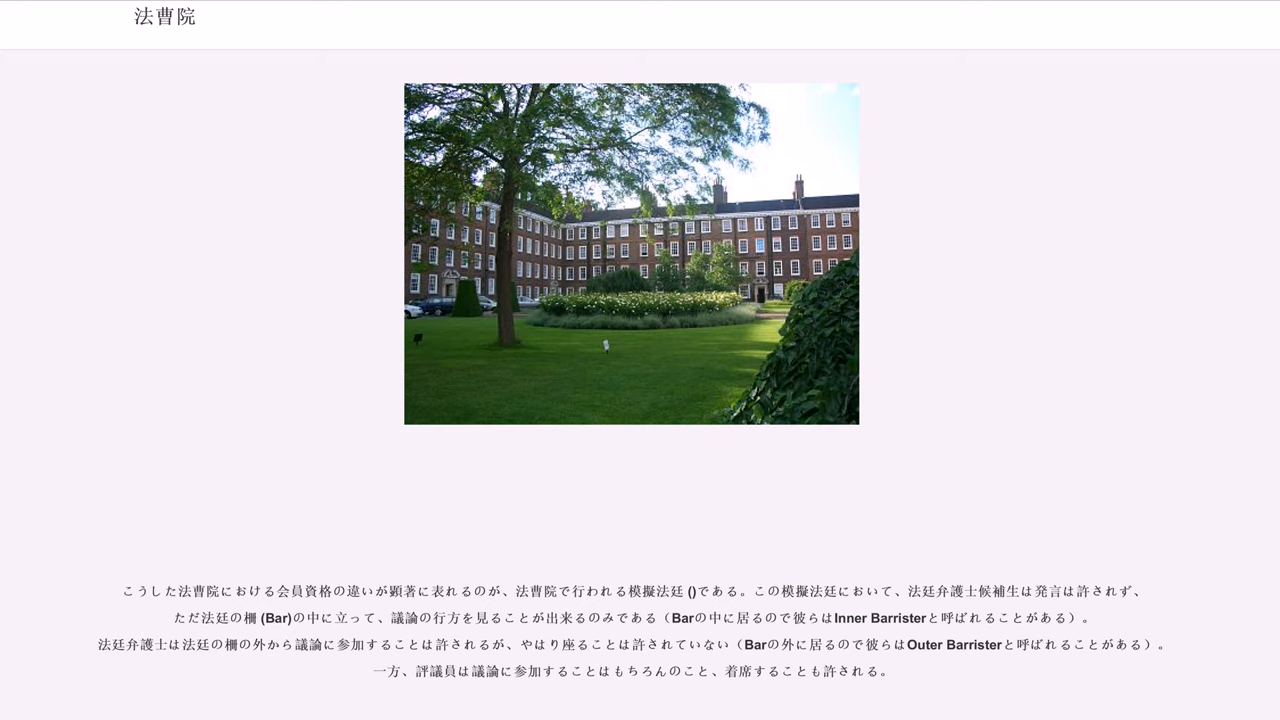 法曹院
こうした法曹院における会員資格の違いが顕著に表れるのが、法曹院で行われる模擬法廷 ()である。この模擬法廷において、法廷弁護士候補生は発言は許されず、
ただ法廷の柵 (Bar)の中に立って、議論の行方を見ることが出来るのみである（Barの中に居るので彼らはInner Barristerと呼ばれることがある）。
法廷弁護士は法廷の柵の外から議論に参加することは許されるが、やはり座ることは許されていない（Barの外に居るので彼らはOuter Barristerと呼ばれることがある）。
一方、評議員は議論に参加することはもちろんのこと、着席することも許される。